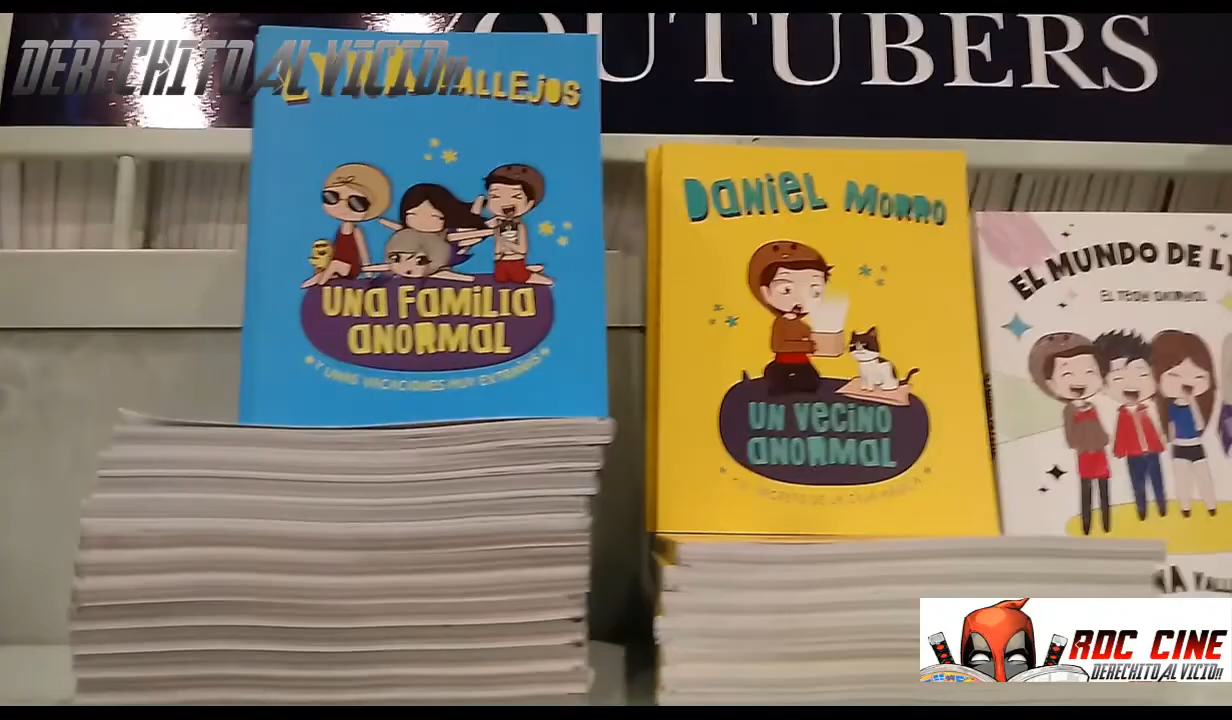 DERECHITO AL VICIO!!
OUTUBERS
ALLEJOS
UNA FAMILIA
ANORMAL
Y UNAS VACACIONES MUY EXTRAÑAS
DANIEL MORRO
UN VECINO
ANORMAL
EL MUNDO DE L
RDC CINE
DERECHITO AL VICIO!!